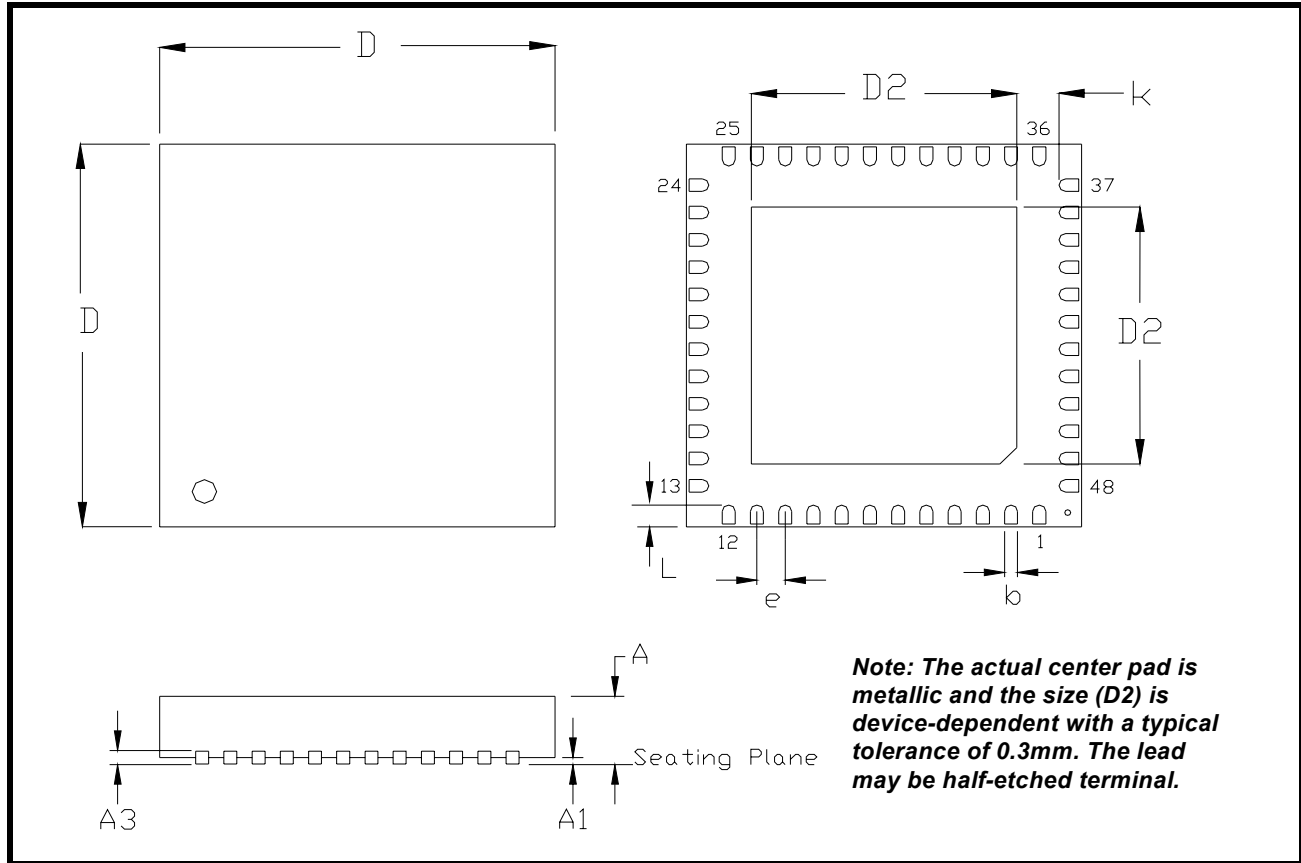 D
D2
k
25
36
24
37
D
D2
13
48
12
1
L
e
b
A
Note: The actual center pad is
metallic and the size (D2) is
device-dependent with a typical
tolerance of 0.3mm. The lead
may be half-etched terminal.
Seating Plane
A3
A1